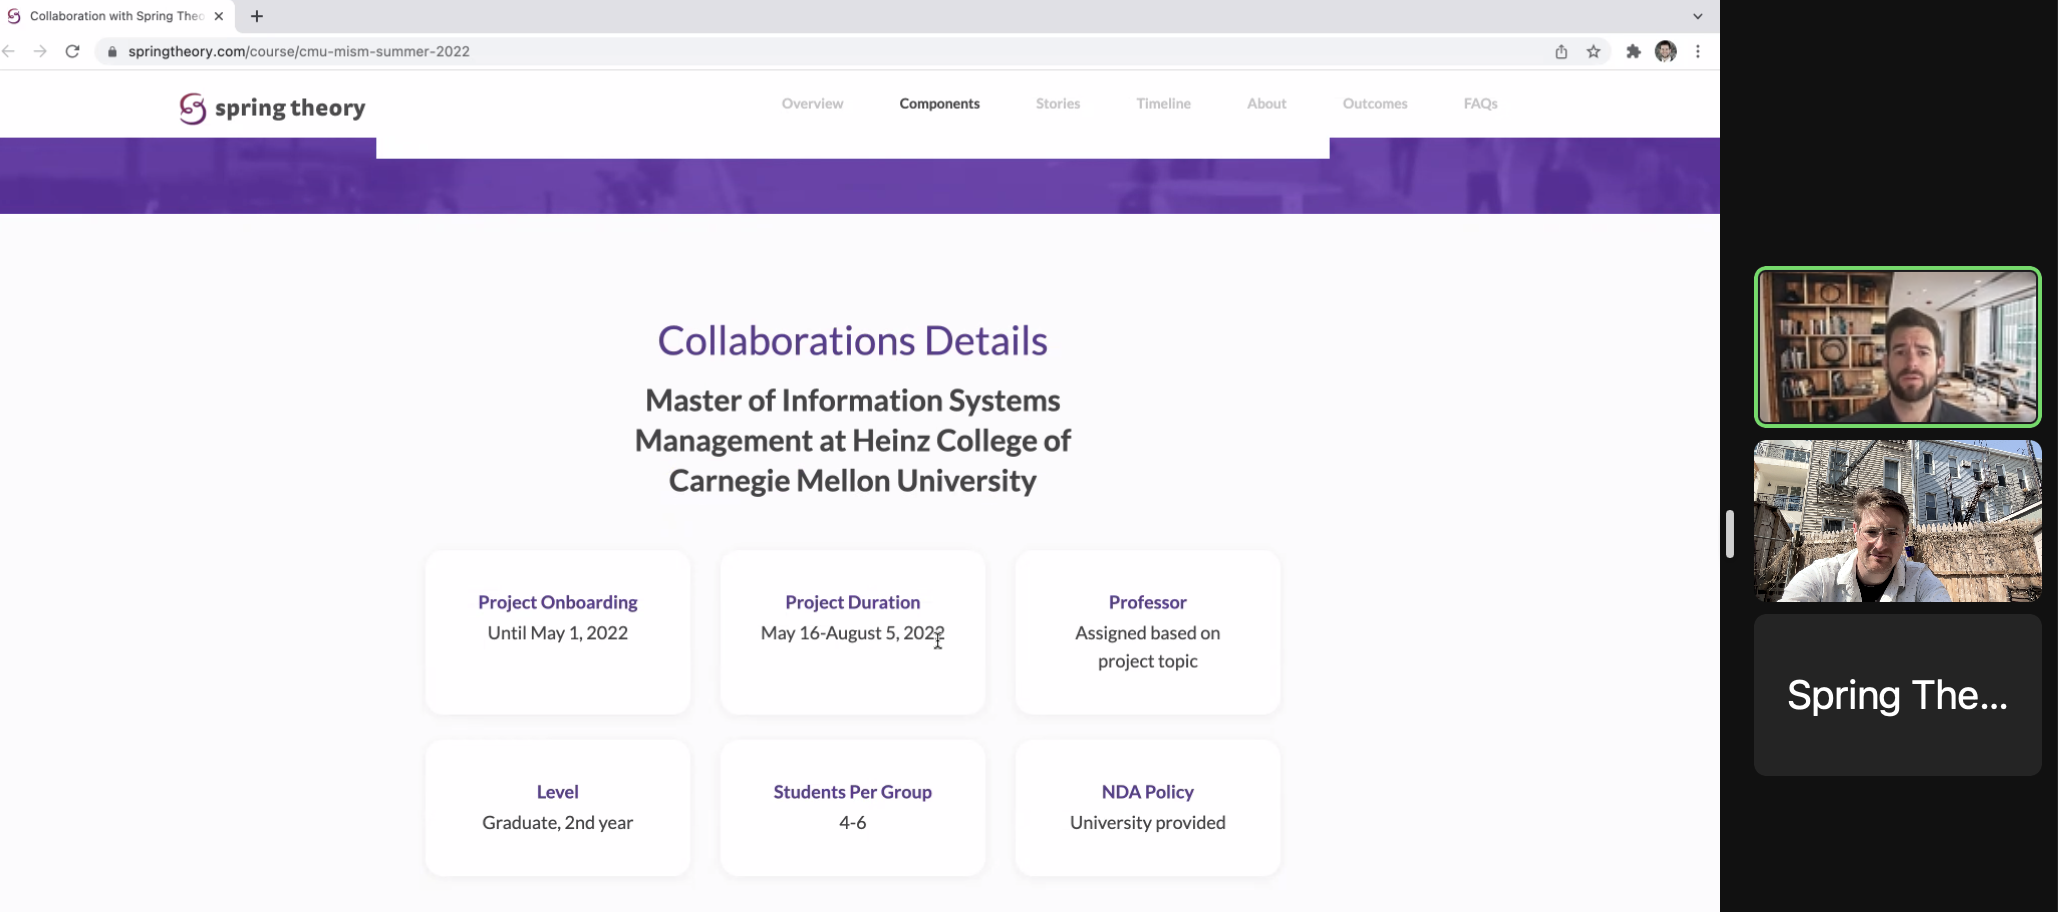 Collaboration with Spring Theo
springtheory.com/course/cmu-mism-summer-2022
spring theory
Overview
Components
Stories
Timeline
About
Outcomes
FAQs
Collaborations Details
Master of Information Systems
Management at Heinz College of
Carnegie Mellon University
Project Onboarding
Until May 1, 2022
Project Duration
May 16-August 5, 2022
Professor
Assigned based on
project topic
Level
Graduate, 2nd year
Students Per Group
4-6
NDA Policy
University provided
Spring The...